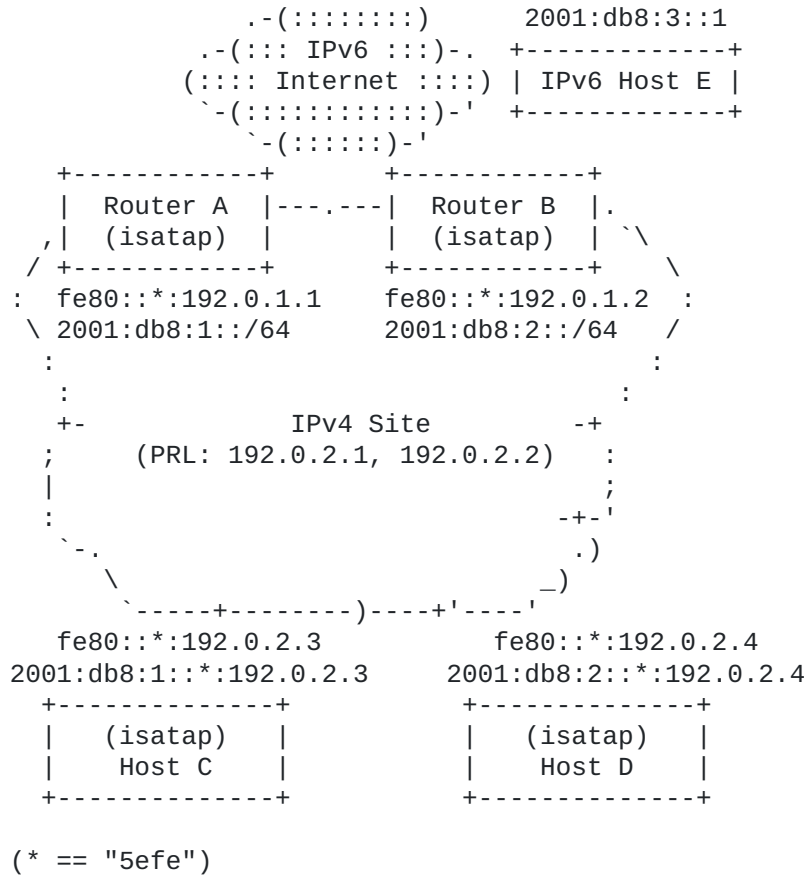 .-(::::::::)      2001:db8:3::1
.-(::: IPv6 :::)-.  +-------------+
(:::: Internet ::::) | IPv6 Host E |
`-(::::::::::::)-'  +-------------+
`-(::::::)-'
+------------+      +------------+
|  Router A  |---.---|  Router B  |.
,|  (isatap)  |      |  (isatap)  | `\
/ +------------+      +------------+   \
:  fe80::*:192.0.1.1   fe80::*:192.0.1.2  :
\ 2001:db8:1::/64     2001:db8:2::/64   /
:                                :
:                              :
+-           IPv4 Site        -+
;     (PRL: 192.0.2.1, 192.0.2.2)   :
|                              ;
:                           -+-'
`-.                         .)
\                       _)
`-----+--------)----+'----'
fe80::*:192.0.2.3          fe80::*:192.0.2.4
2001:db8:1::*:192.0.2.3    2001:db8:2::*:192.0.2.4
+--------------+          +--------------+
|   (isatap)   |          |   (isatap)   |
|    Host C    |          |    Host D    |
+--------------+          +--------------+
(* == "5efe")